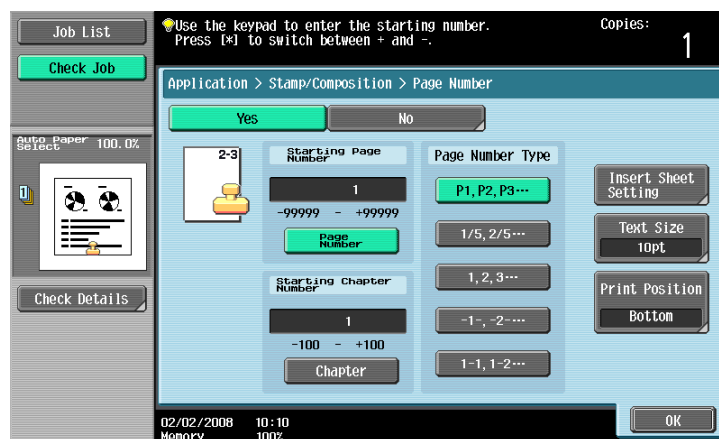 Job List
Check Job
Use the keypad to enter the starting number.
Press [*] to switch between + and -.
Copies:
1
Application > Stamp/Composition > Page Number
Yes
No
Auto Paper
Select
100.0%
1
Check Details
2-3
Starting Page
Number
1
-99999 - +99999
Page
Number
Starting Chapter
Number
1
-100 - +100
Chapter
Page Number Type
P1,P2,P3···
1/5,2/5···
1,2,3···
-1-,-2-···
1-1,1-2···
Insert Sheet
Setting
Text Size
10pt
Print Position
Bottom
02/02/2008 10:10
Memory 100%
OK